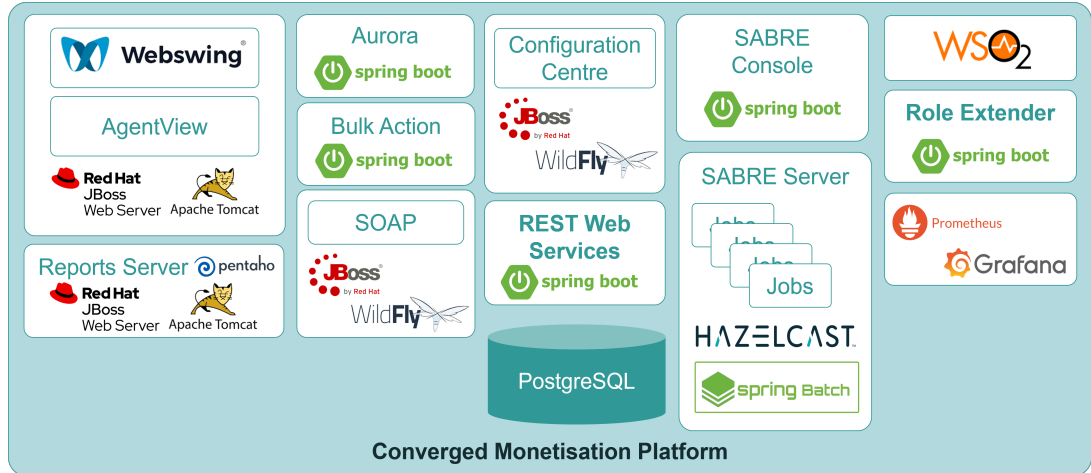 Webswing®
AgentView
Red Hat
JBoss
Web Server
Apache Tomcat
Reports Server
pentaho
Red Hat
JBoss
Web Server
Apache Tomcat
Aurora
spring boot
Bulk Action
spring boot
SOAP
JBoss®
by Red Hat
WildFly
Configuration
Centre
JBoss®
by Red Hat
WildFly
REST Web
Services
spring boot
PostgreSQL
SABRE
Console
spring boot
SABRE Server
Jobs
Jobs
Jobs
Jobs
HAZELCAST
spring Batch
WSO2
Role Extender
spring boot
Prometheus
Grafana
Converged Monetisation Platform